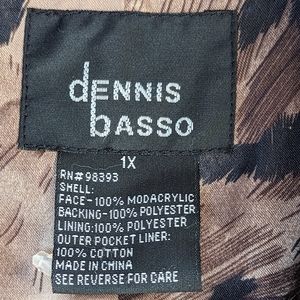 dENNIS
bASSO
1X
RN# 98393
SHELL:
FACE-100% MODACRYLIC
BACKING-100% POLYESTER
LINING:100% POLYESTER
OUTER POCKET LINER:
100% COTTON
MADE IN CHINA
SEE REVERSE FOR CARE